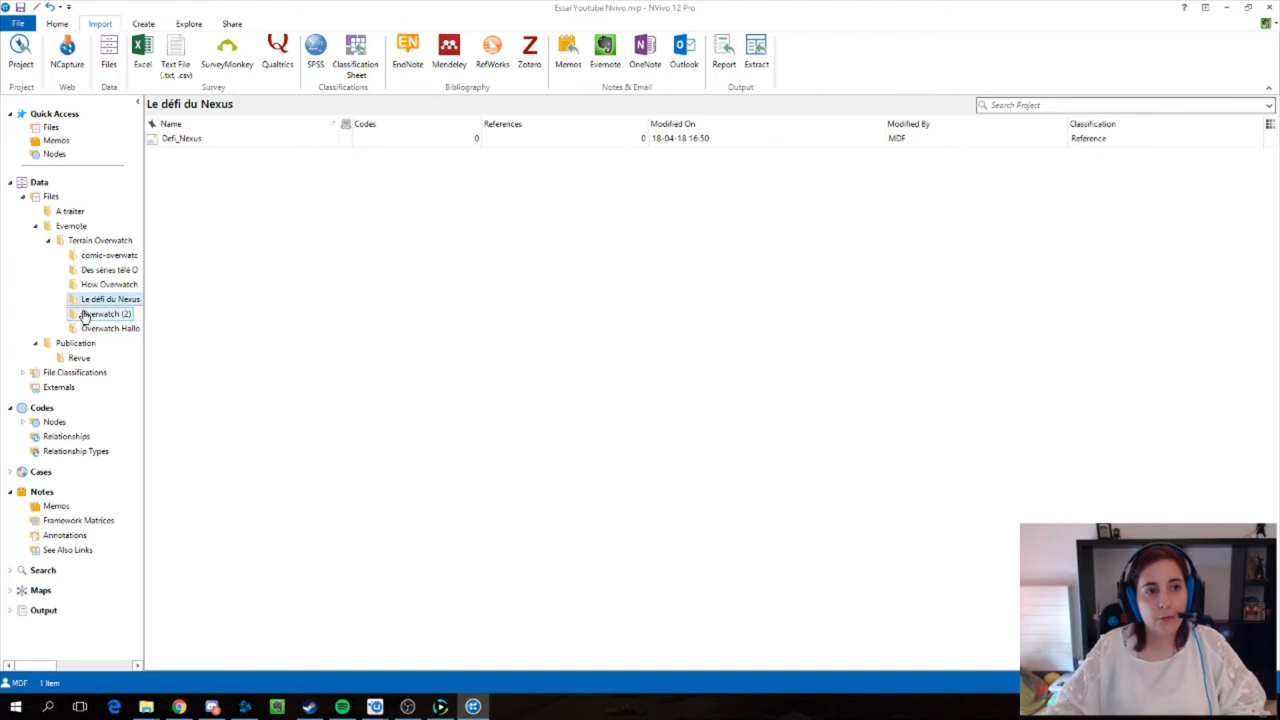 Essai Youtube Nvivo.nvp - NVivo 12 Pro
File Home Import Create Explore Share
Project NCapture Files Excel Text File (.txt, .csv) SurveyMonkey Qualtrics SPSS Classification Sheet EndNote Mendeley RefWorks Zotero Memos Evernote OneNote Outlook Report Extract
Project Web Data Survey Classifications Bibliography Notes & Email Output
Le défi du Nexus
Search Project
Name Codes References Modified On Modified By Classification
Defi_Nexus 0 0 18-04-18 16:50 MDF Reference
Quick Access
Files
Memos
Nodes
Data
Files
A traiter
Evernote
Terrain Overwatch
comic-overwatc
Des séries télé O
How Overwatch
Le défi du Nexus
Overwatch (2)
Overwatch Hallo
Publication
Revue
File Classifications
Externals
Codes
Nodes
Relationships
Relationship Types
Cases
Notes
Memos
Framework Matrices
Annotations
See Also Links
Search
Maps
Output
MDF 1 Item